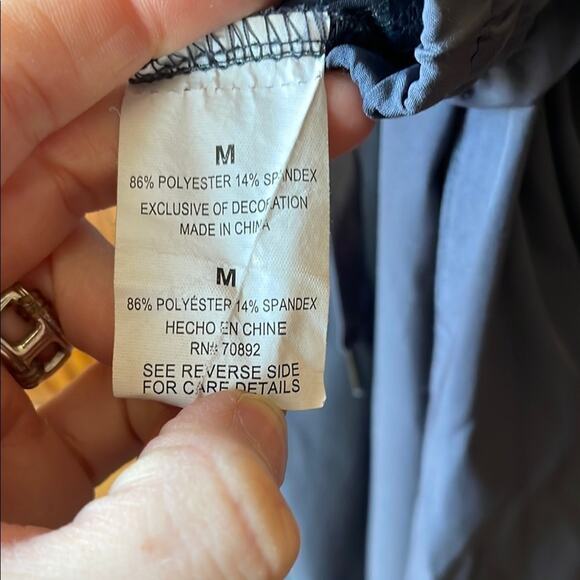 M
86% POLYESTER 14% SPANDEX
EXCLUSIVE OF DECORATION
MADE IN CHINA
M
86% POLYÉSTER 14% SPANDEX
HECHO EN CHINE
RN# 70892
SEE REVERSE SIDE
FOR CARE DETAILS